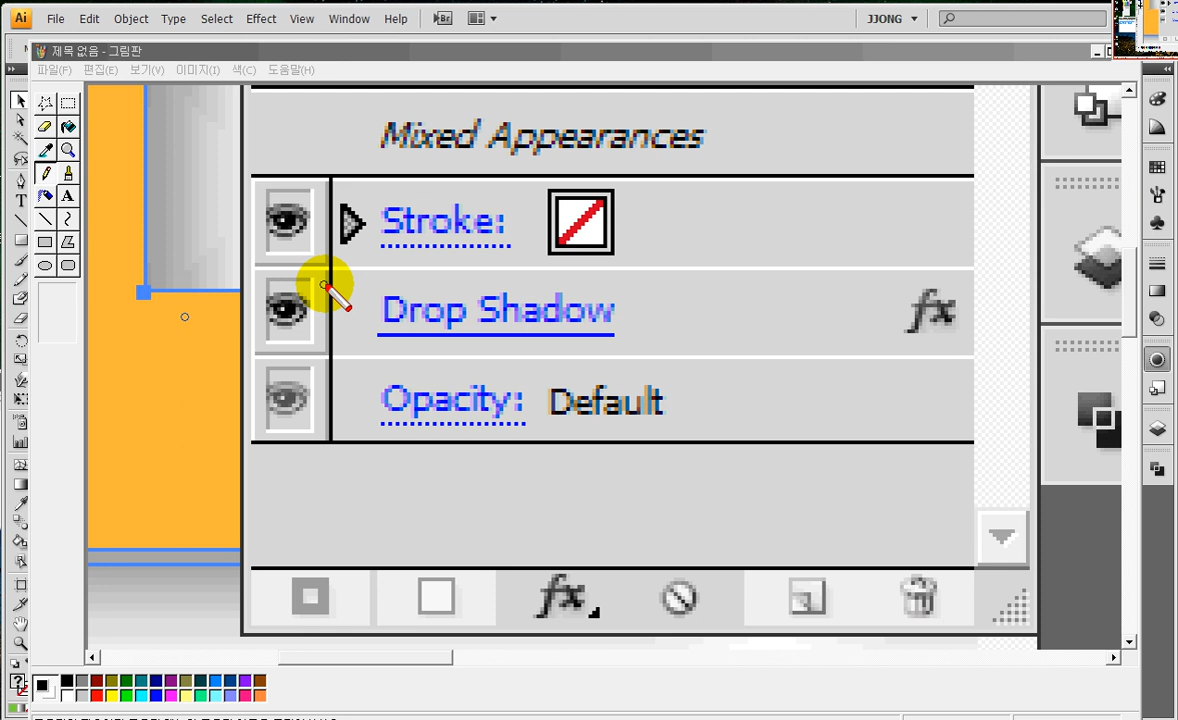 Ai File Edit Object Type Select Effect View Window Help Br JJONG
제목 없음 - 그림판
파일(F) 편집(E) 보기(V) 이미지(I) 색(C) 도움말(H)
Mixed Appearances
Stroke:
Drop Shadow fx
Opacity: Default
fx